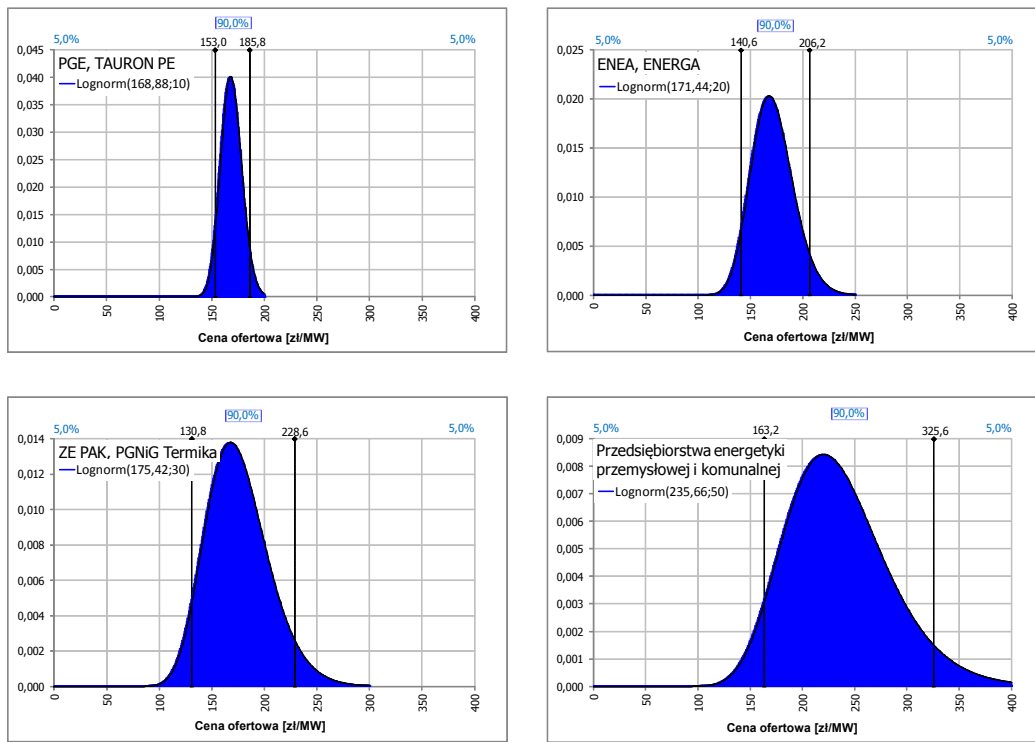 90,0%
5,0% 5,0%
153,0 185,8
0,045
0,040
0,035
0,030
0,025
0,020
0,015
0,010
0,005
0,000
PGE, TAURON PE
Lognorm(168,88;10)
0 50 100 150 200 250 300 350 400
Cena ofertowa [zł/MW]
90,0%
5,0% 5,0%
140,6 206,2
0,025
0,020
0,015
0,010
0,005
0,000
ENEA, ENERGA
Lognorm(171,44;20)
0 50 100 150 200 250 300 350 400
Cena ofertowa [zł/MW]
90,0%
5,0% 5,0%
130,8 228,6
0,014
0,012
0,010
0,008
0,006
0,004
0,002
0,000
ZE PAK, PGNiG Termika
Lognorm(175,42;30)
0 50 100 150 200 250 300 350 400
Cena ofertowa [zł/MW]
90,0%
5,0% 5,0%
163,2 325,6
0,009
0,008
0,007
0,006
0,005
0,004
0,003
0,002
0,001
0,000
Przedsiębiorstwa energetyki
przemysłowej i komunalnej
Lognorm(235,66;50)
0 50 100 150 200 250 300 350 400
Cena ofertowa [zł/MW]